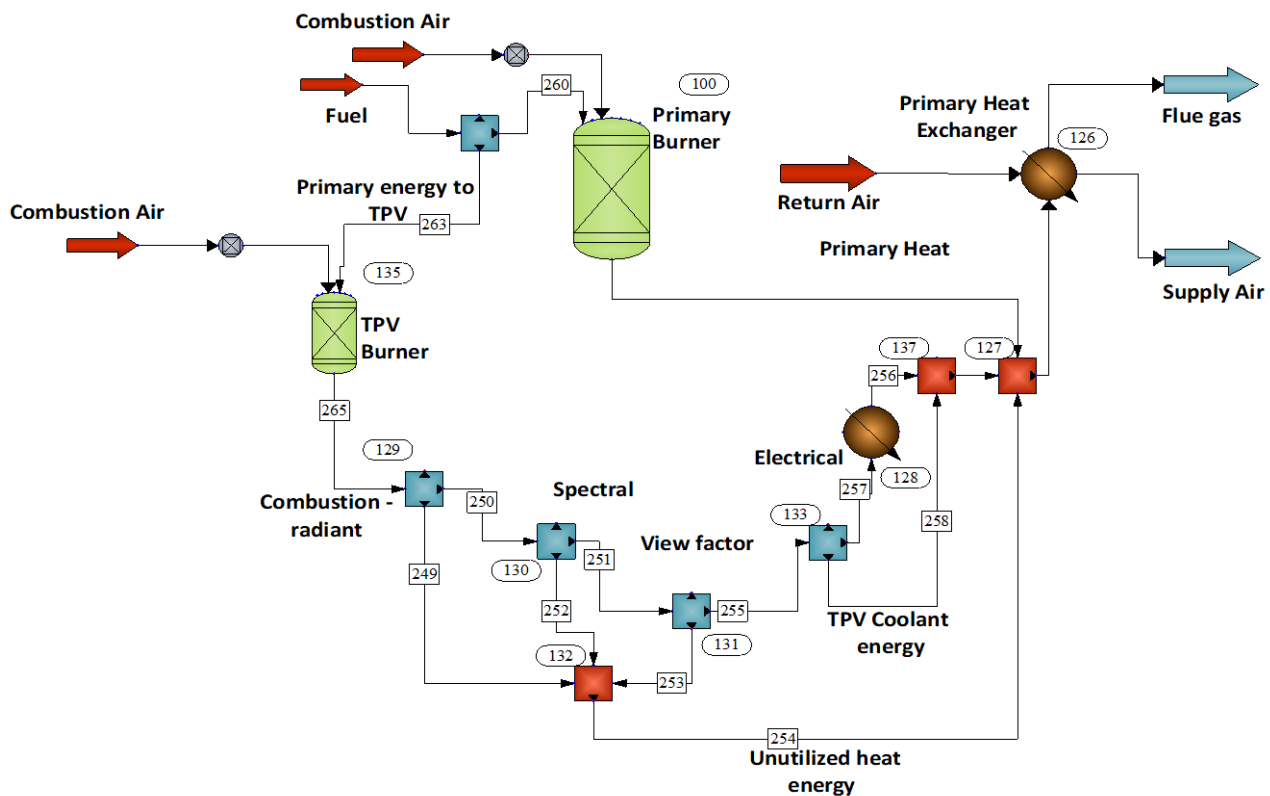 Combustion Air
Fuel
260
100
Primary
Burner
Primary Heat
Exchanger
126
Flue gas
Return Air
Primary energy to
TPV
263
Combustion Air
135
Primary Heat
Supply Air
TPV
Burner
137
127
256
265
129
Electrical
128
257
Combustion -
radiant
250
Spectral
133
258
View factor
251
130
249
252
255
TPV Coolant
energy
131
132
253
254
Unutilized heat
energy